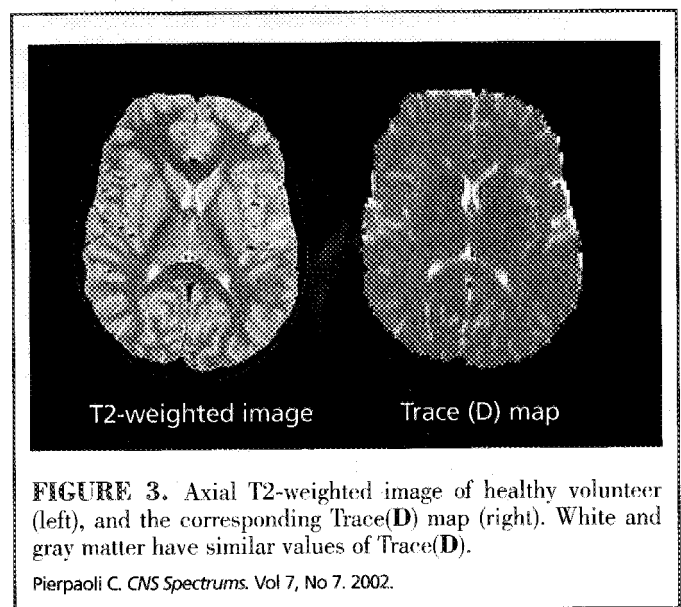 T2-weighted image Trace (D) map
FIGURE 3. Axial T2-weighted image of healthy volunteer
(left), and the corresponding Trace(D) map (right). White and
gray matter have similar values of Trace(D).
Pierpaoli C. CNS Spectrums. Vol 7, No 7. 2002.